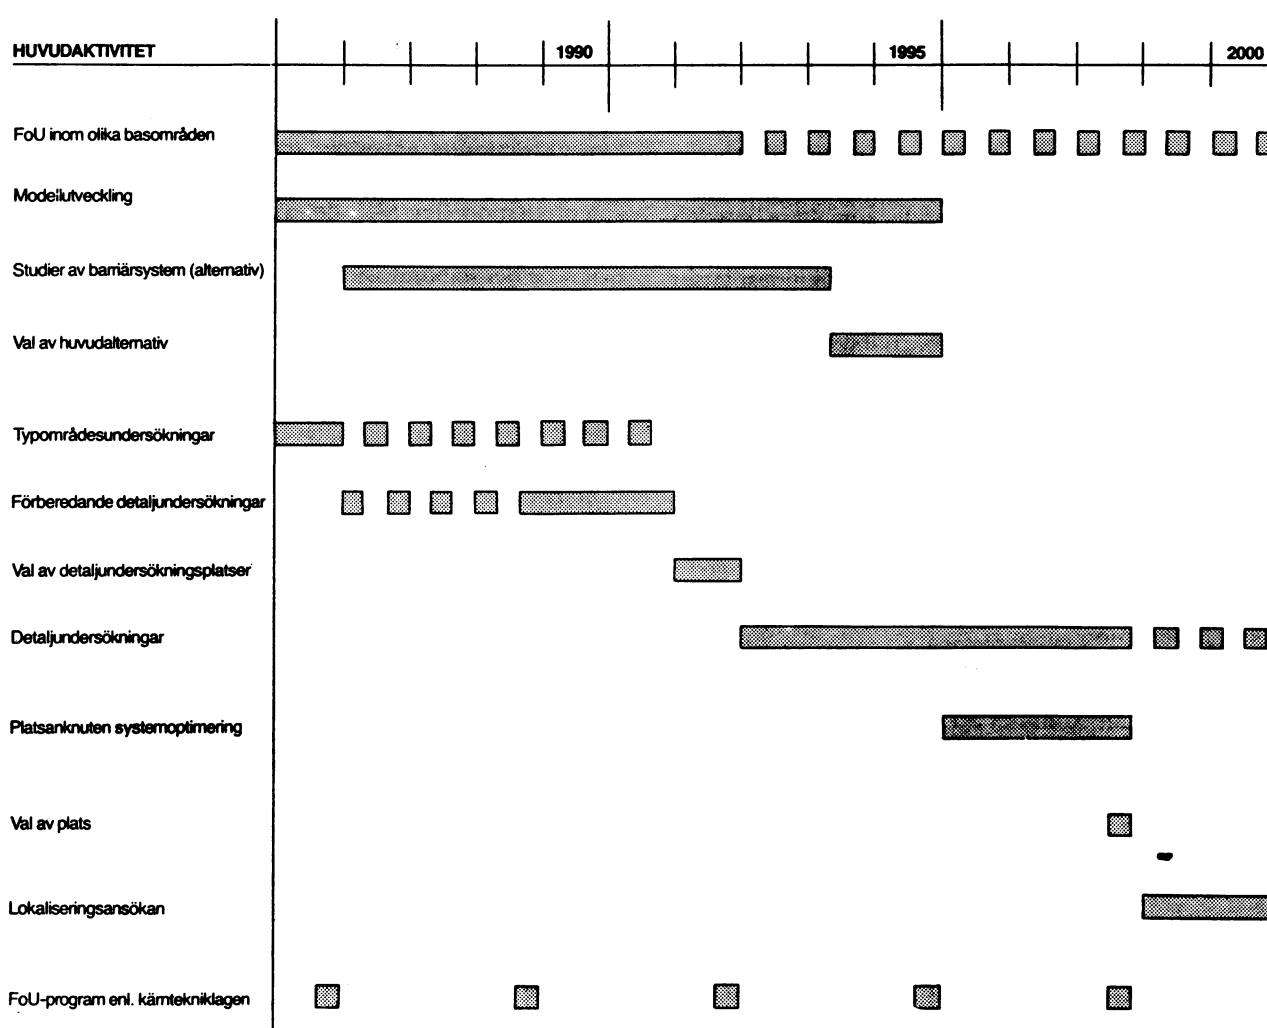 HUVUDAKTIVITET 1990 1995 2000
FoU inom olika basområden
Modellutveckling
Studier av barriärsystem (alternativ)
Val av huvudalternativ
Typområdesundersökningar
Förberedande detaljundersökningar
Val av detaljundersökningsplatser
Detaljundersökningar
Platsanknuten systemoptimering
Val av plats
Lokaliseringsansökan
FoU-program enl. kärntekniklagen